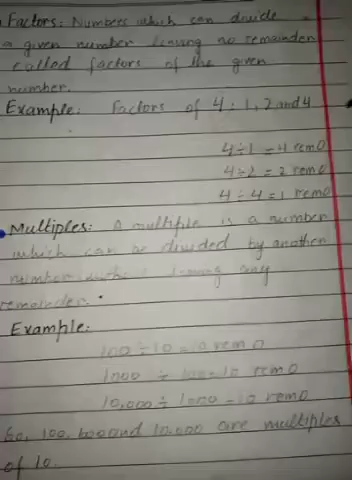 Factors: Numbers which can divide
a given number leaving no remainder
called factors of the given
number.
Example: Factors of 4 : 1, 2 and 4
4÷1 = 4 rem 0
4÷2 = 2 rem 0
4÷4 = 1 rem 0
Multiples: A multiple is a number
which can be divided by another
number leaving any
remainder.
Example:
100 ÷ 10 = 10 rem 0
1000 ÷ 100 = 10 rem 0
10,000 ÷ 1000 = 10 rem 0
So, 100, 1000 and 10,000 are multiples
of 10.